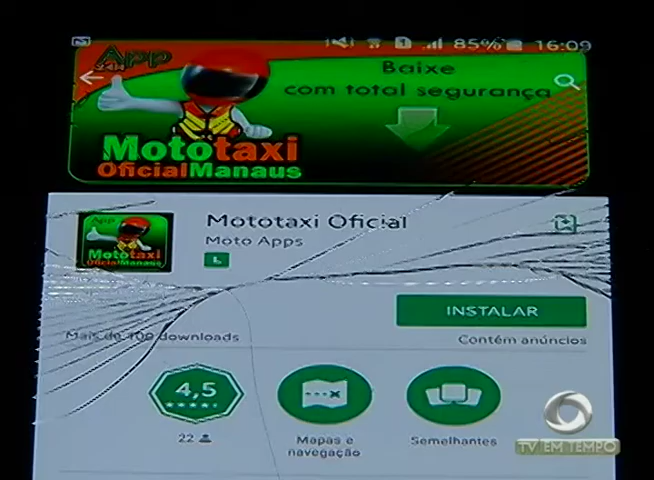 85% 16:09
App
24H
Baixe
com total segurança
Mototaxi
OficialManaus
App
Mototaxi
OficialManaus
Mototaxi Oficial
Moto Apps
L
INSTALAR
Mais de 100 downloads
Contém anúncios
4,5
22
Mapas e
navegação
Semelhantes
TV EM TEMPO